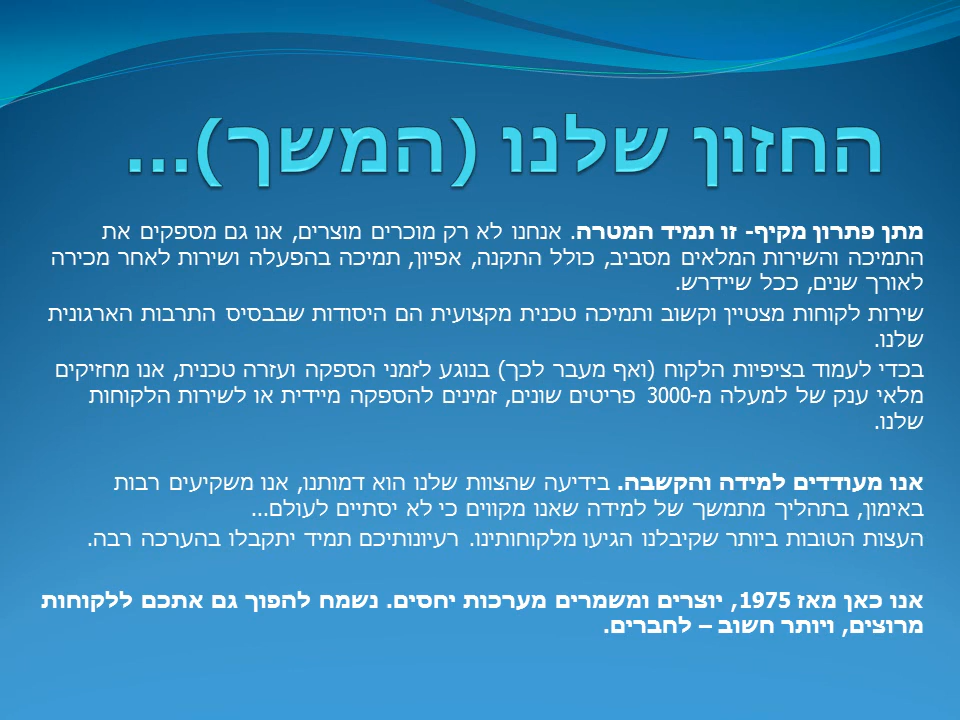 החזון שלנו (המשך)...
מתן פתרון מקיף- זו תמיד המטרה. אנחנו לא רק מוכרים מוצרים, אנו גם מספקים את
התמיכה והשירות המלאים מסביב, כולל התקנה, אפיון, תמיכה בהפעלה ושירות לאחר מכירה
לאורך שנים, ככל שיידרש.
שירות לקוחות מצטיין וקשוב ותמיכה טכנית מקצועית הם היסודות שבבסיס התרבות הארגונית
שלנו.
בכדי לעמוד בציפיות הלקוח (ואף מעבר לכך) בנוגע לזמני הספקה ועזרה טכנית, אנו מחזיקים
מלאי ענק של למעלה מ-3000 פריטים שונים, זמינים להספקה מיידית או לשירות הלקוחות
שלנו.
אנו מעודדים למידה והקשבה. בידיעה שהצוות שלנו הוא דמותנו, אנו משקיעים רבות
באימון, בתהליך מתמשך של למידה שאנו מקווים כי לא יסתיים לעולם...
העצות הטובות ביותר שקיבלנו הגיעו מלקוחותינו. רעיונותיכם תמיד יתקבלו בהערכה רבה.
אנו כאן מאז 1975, יוצרים ומשמרים מערכות יחסים. נשמח להפוך גם אתכם ללקוחות
מרוצים, ויותר חשוב – לחברים.